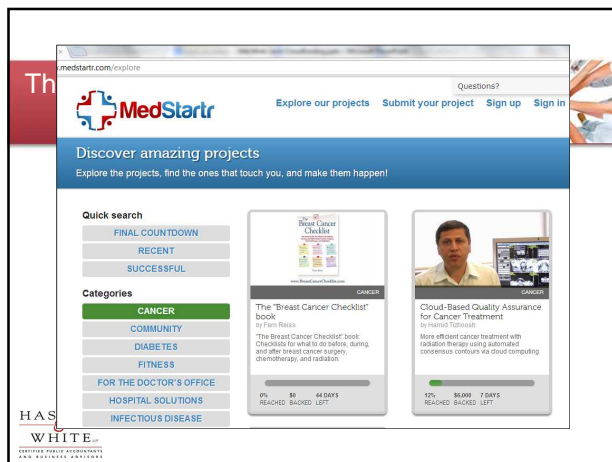 .medstartr.com/explore
Th
Questions?
MedStartr
Explore our projects Submit your project Sign up Sign in
Discover amazing projects
Explore the projects, find the ones that touch you, and make them happen!
Quick search
FINAL COUNTDOWN
RECENT
SUCCESSFUL
Categories
CANCER
COMMUNITY
DIABETES
FITNESS
FOR THE DOCTOR'S OFFICE
HOSPITAL SOLUTIONS
INFECTIOUS DISEASE
Breast Cancer
Checklist
www.BreastCancerChecklist.com
CANCER
The "Breast Cancer Checklist"
book
by Fern Reiss
"The Breast Cancer Checklist" book:
Checklists for what to do before, during,
and after breast cancer surgery,
chemotherapy, and radiation.
0% $0 44 DAYS
REACHED BACKED LEFT
CANCER
Cloud-Based Quality Assurance
for Cancer Treatment
by Hamid Tizhoosh
More efficient cancer treatment with
radiation therapy using automated
consensus contours via cloud computing
12% $6,000 7 DAYS
REACHED BACKED LEFT
HAS
WHITE LLP
CERTIFIED PUBLIC ACCOUNTANTS
AND BUSINESS ADVISORS